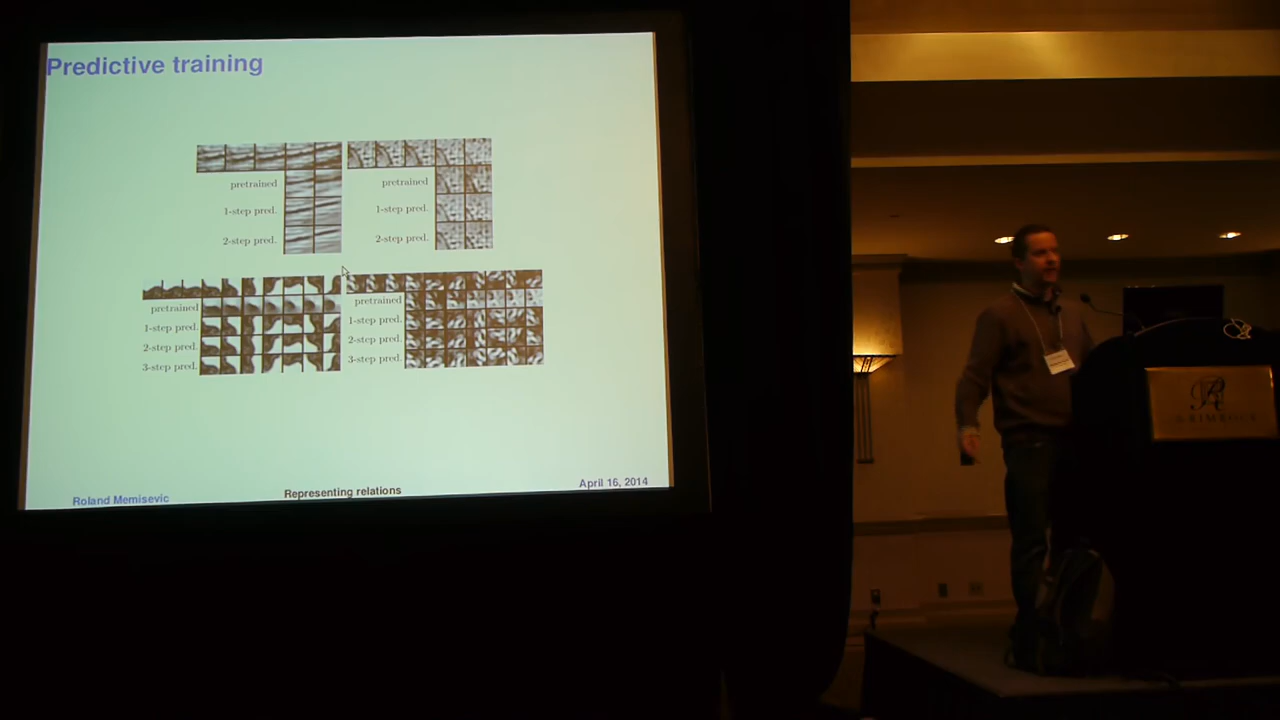 Predictive training
pretrained
1-step pred.
2-step pred.
pretrained
1-step pred.
2-step pred.
pretrained
1-step pred.
2-step pred.
3-step pred.
pretrained
1-step pred.
2-step pred.
3-step pred.
Roland Memisevic
Representing relations
April 16, 2014
R
RIMROCK